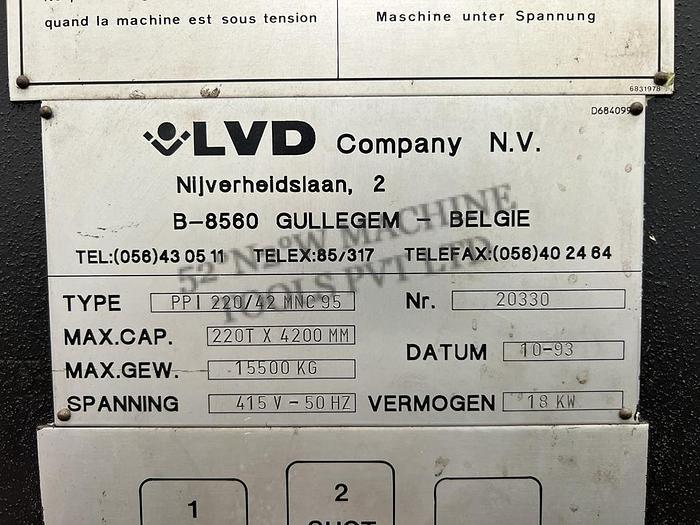 quand la machine est sous tension
Maschine unter Spannung
6831978
D684099
LVD Company N.V.
Nijverheidslaan, 2
B-8560 GULLEGEM - BELGIE
TEL:(056)43 05 11 TELEX:85/317 TELEFAX:(056)40 24 64
52°N2°W MACHINE
TOOLS PVT LTD
TYPE PPI 220/42 MNC 95 Nr. 20330
MAX.CAP. 220T X 4200 MM
DATUM 10-93
MAX.GEW. 15500 KG
SPANNING 415 V - 50 HZ VERMOGEN 18 KW
1
2